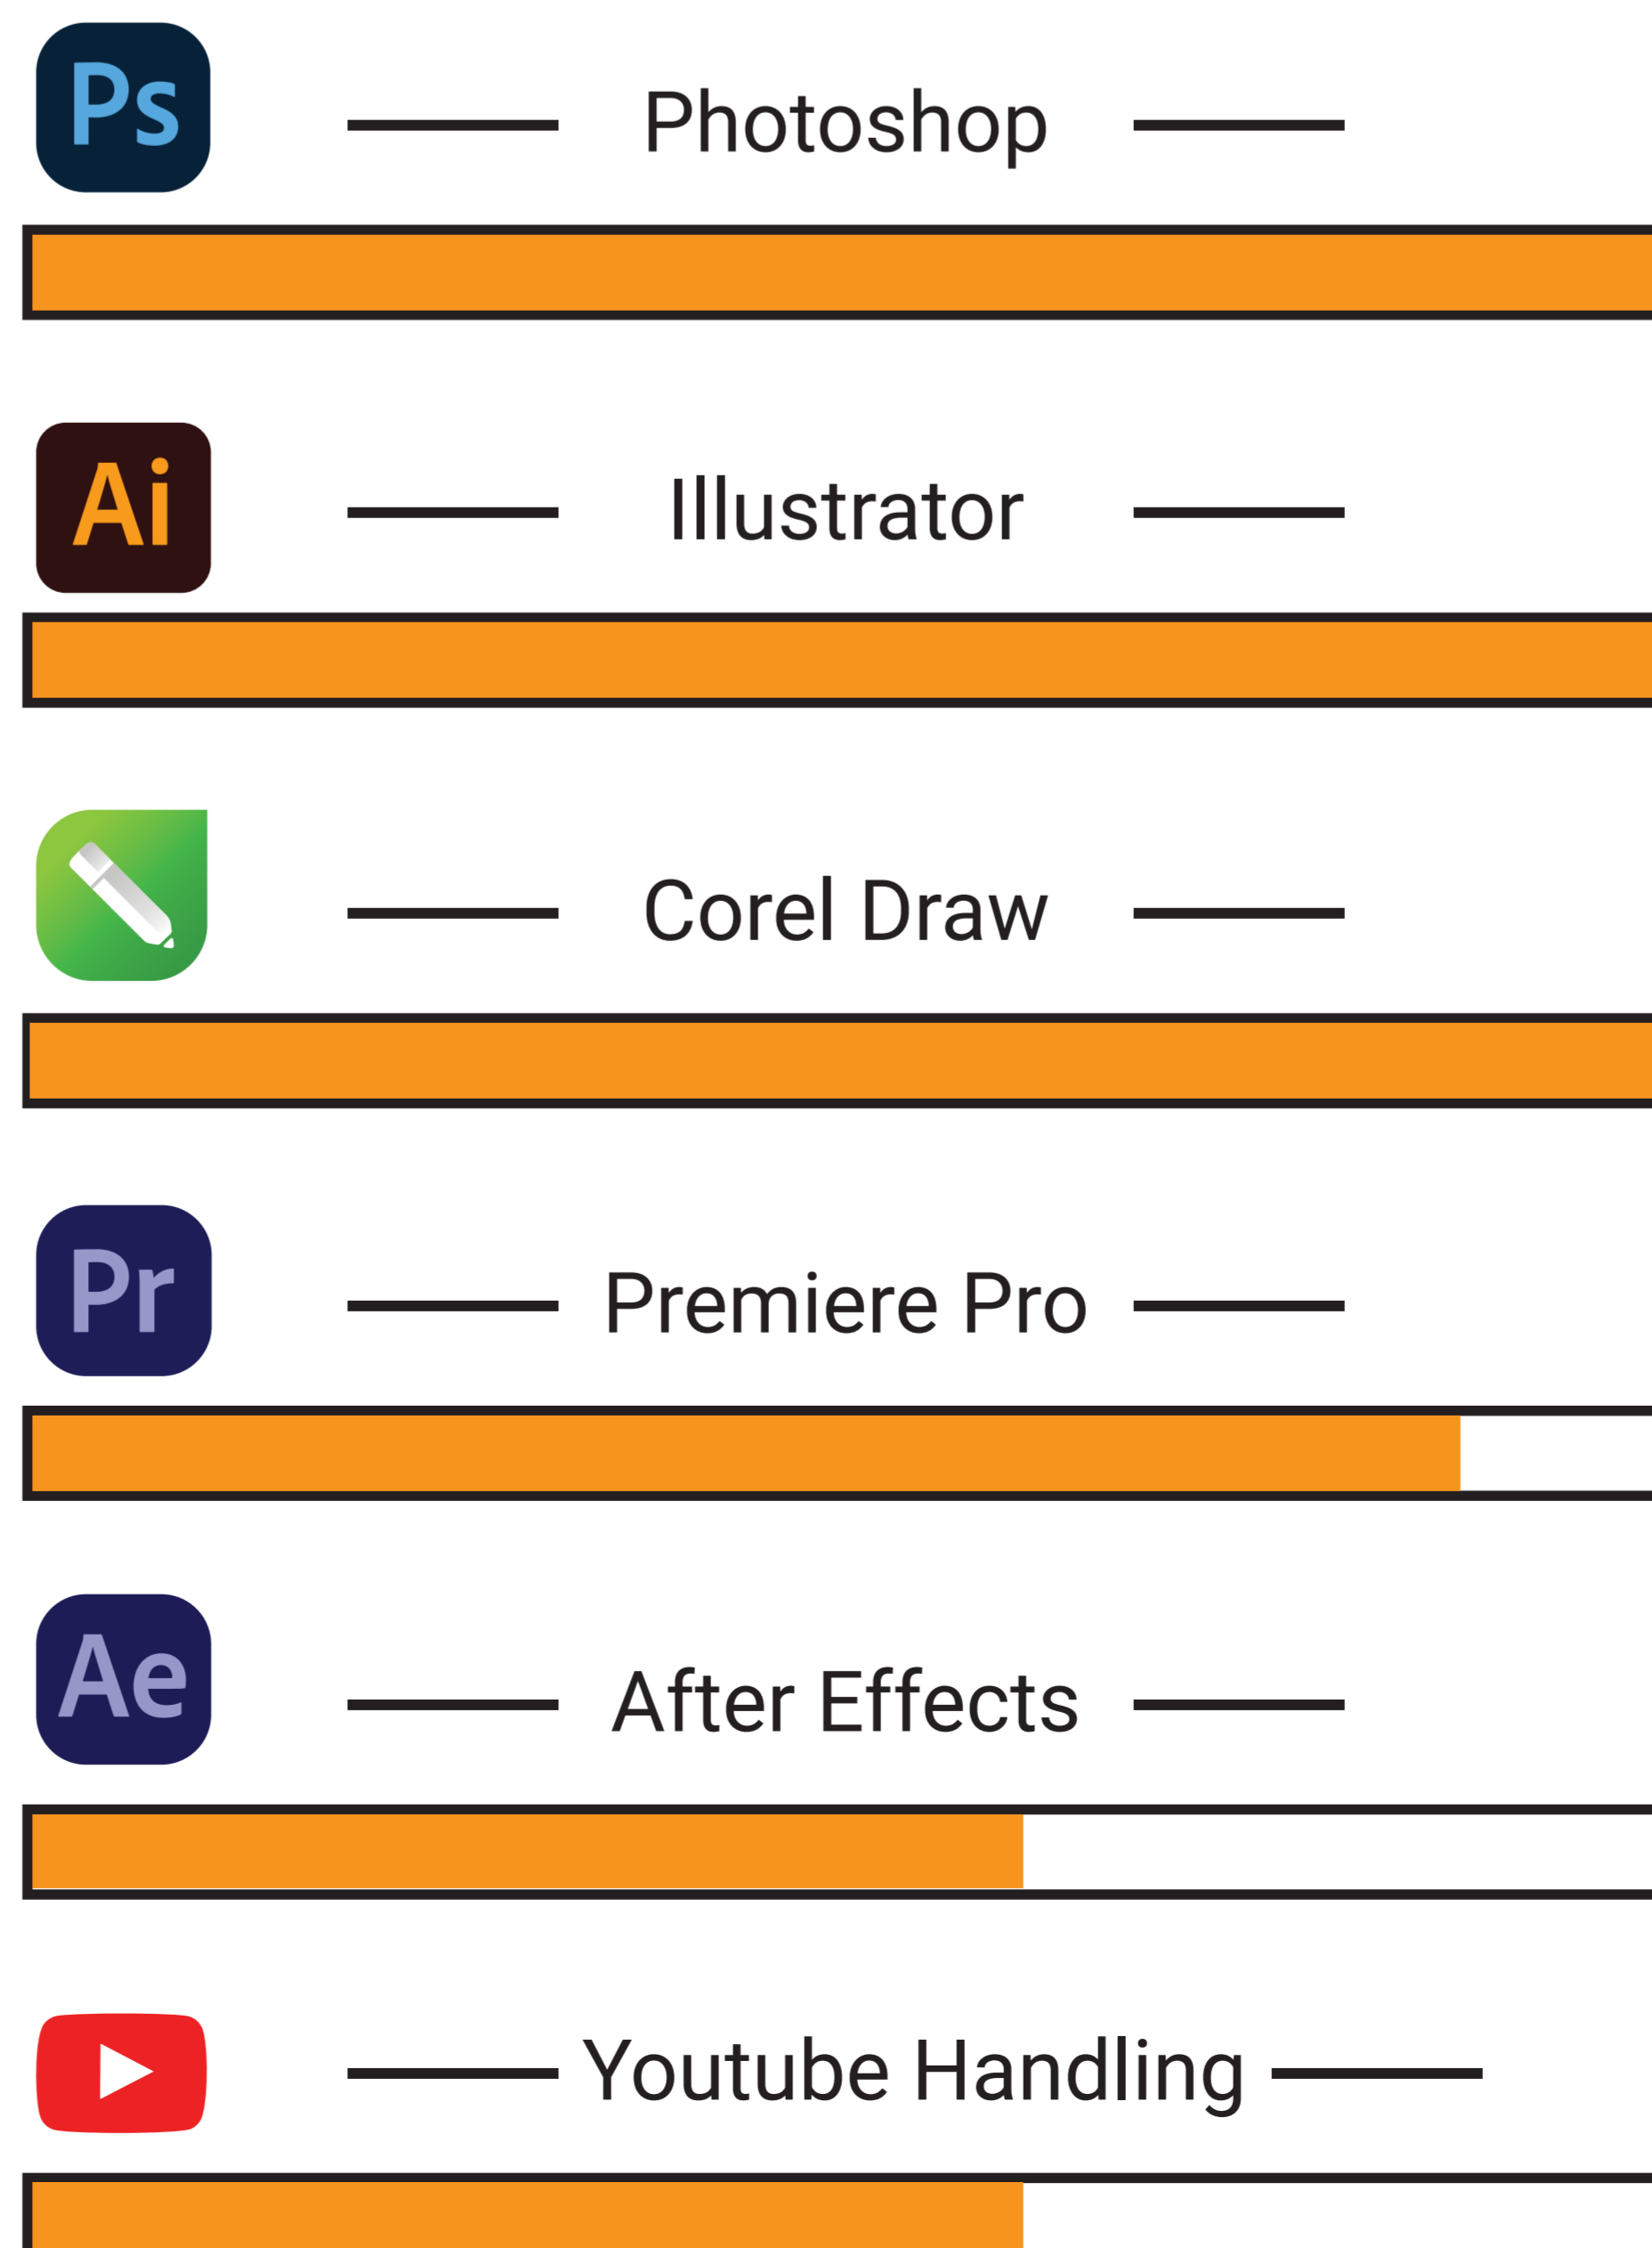 Ps
Photoshop
Ai
Illustrator
Corel Draw
Pr
Premiere Pro
Ae
After Effects
Youtube Handling